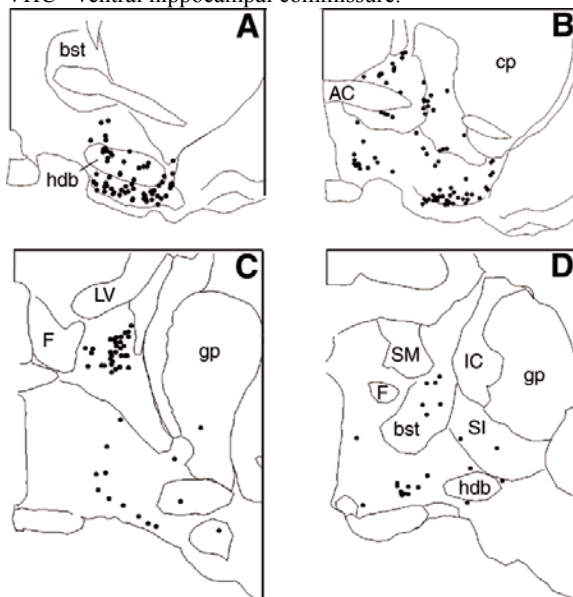 VHC - ventral hippocampal commissure.
A
bst
hdb
B
cp
AC
C
LV
F
gp
D
SM
IC
F
gp
bst
SI
hdb